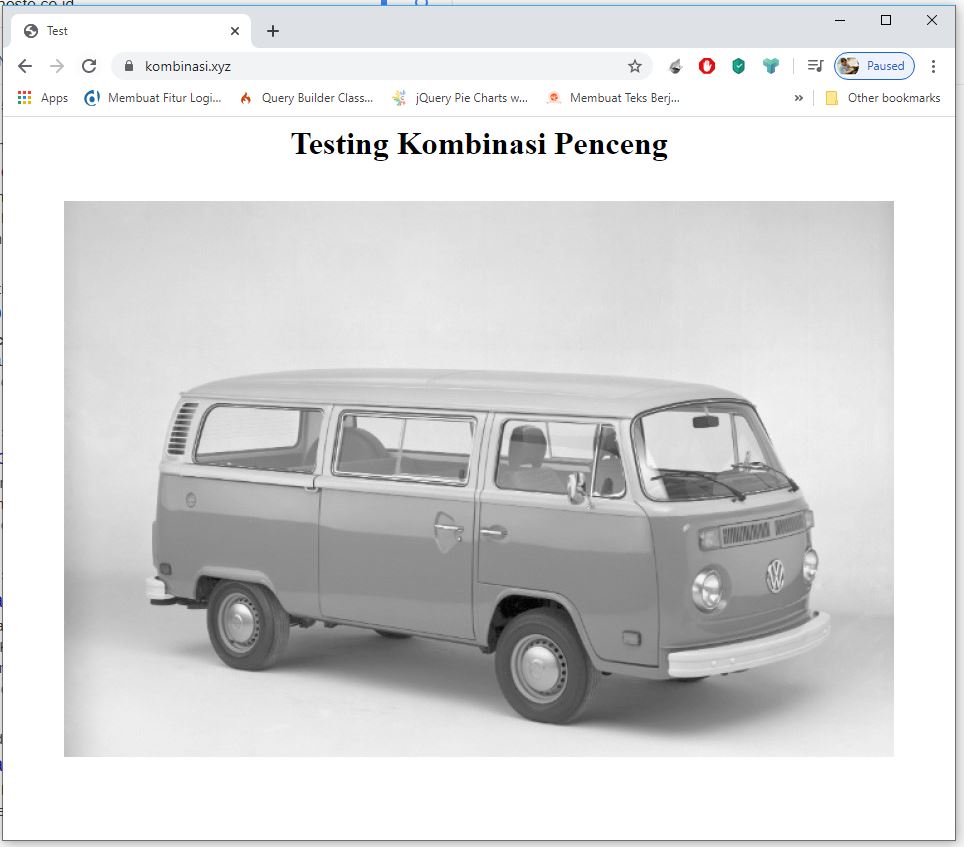 Test
kombinasi.xyz
Paused
Apps
Membuat Fitur Logi...
Query Builder Class...
jQuery Pie Charts w...
Membuat Teks Berj...
»
Other bookmarks
Testing Kombinasi Penceng
VW